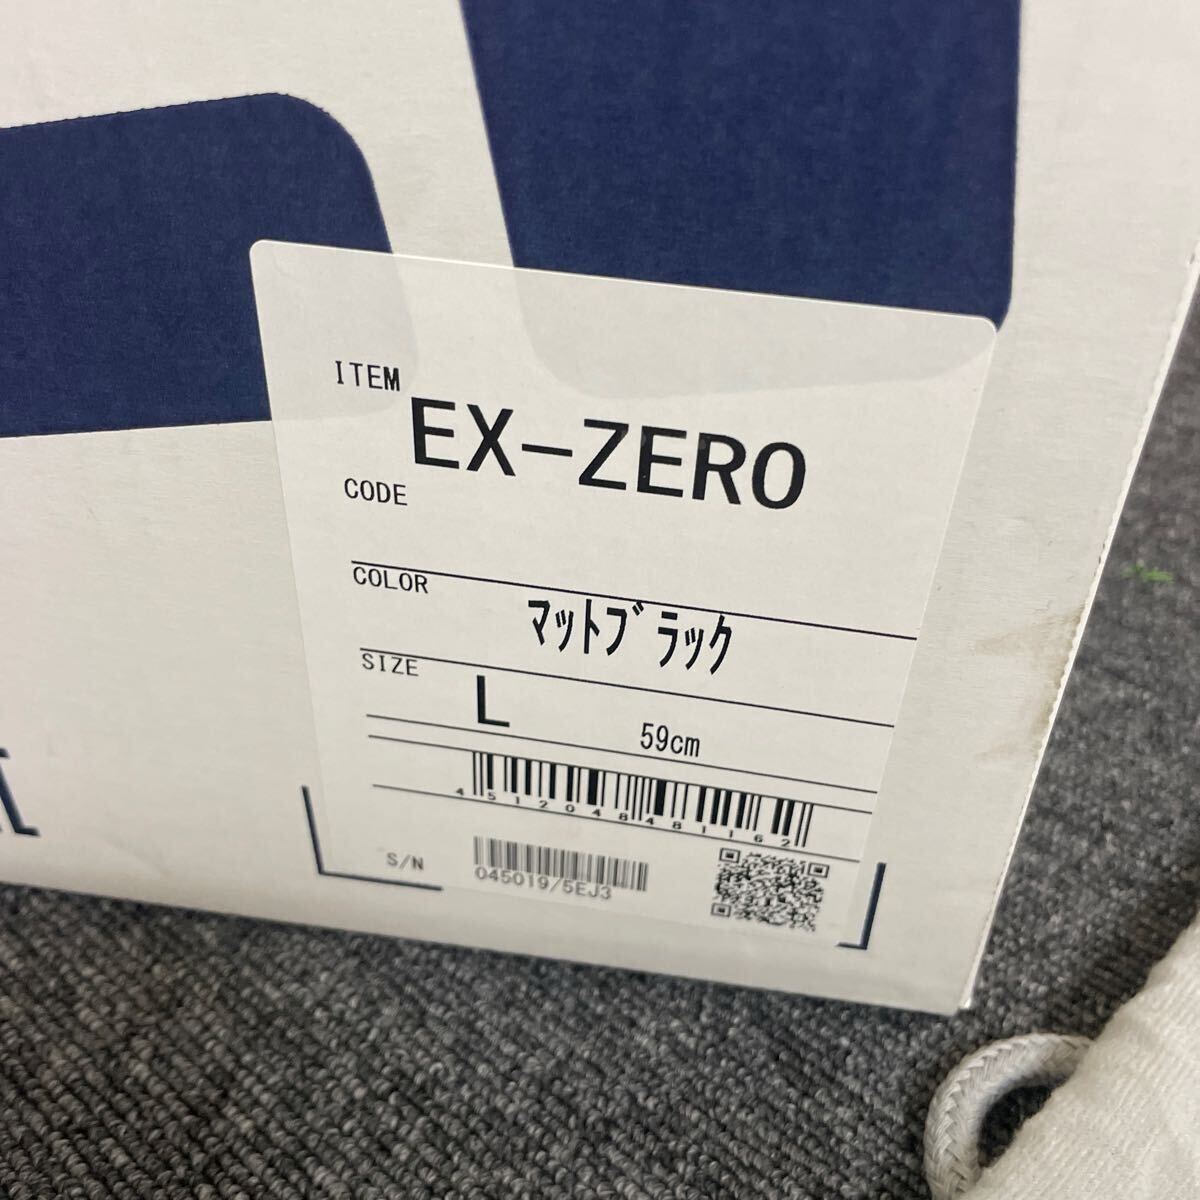 ITEM
EX-ZERO
CODE
COLOR
ﾏｯﾄﾌﾞﾗｯｸ
SIZE
L 59cm
4512048481162
S/N
045019/5EJ3